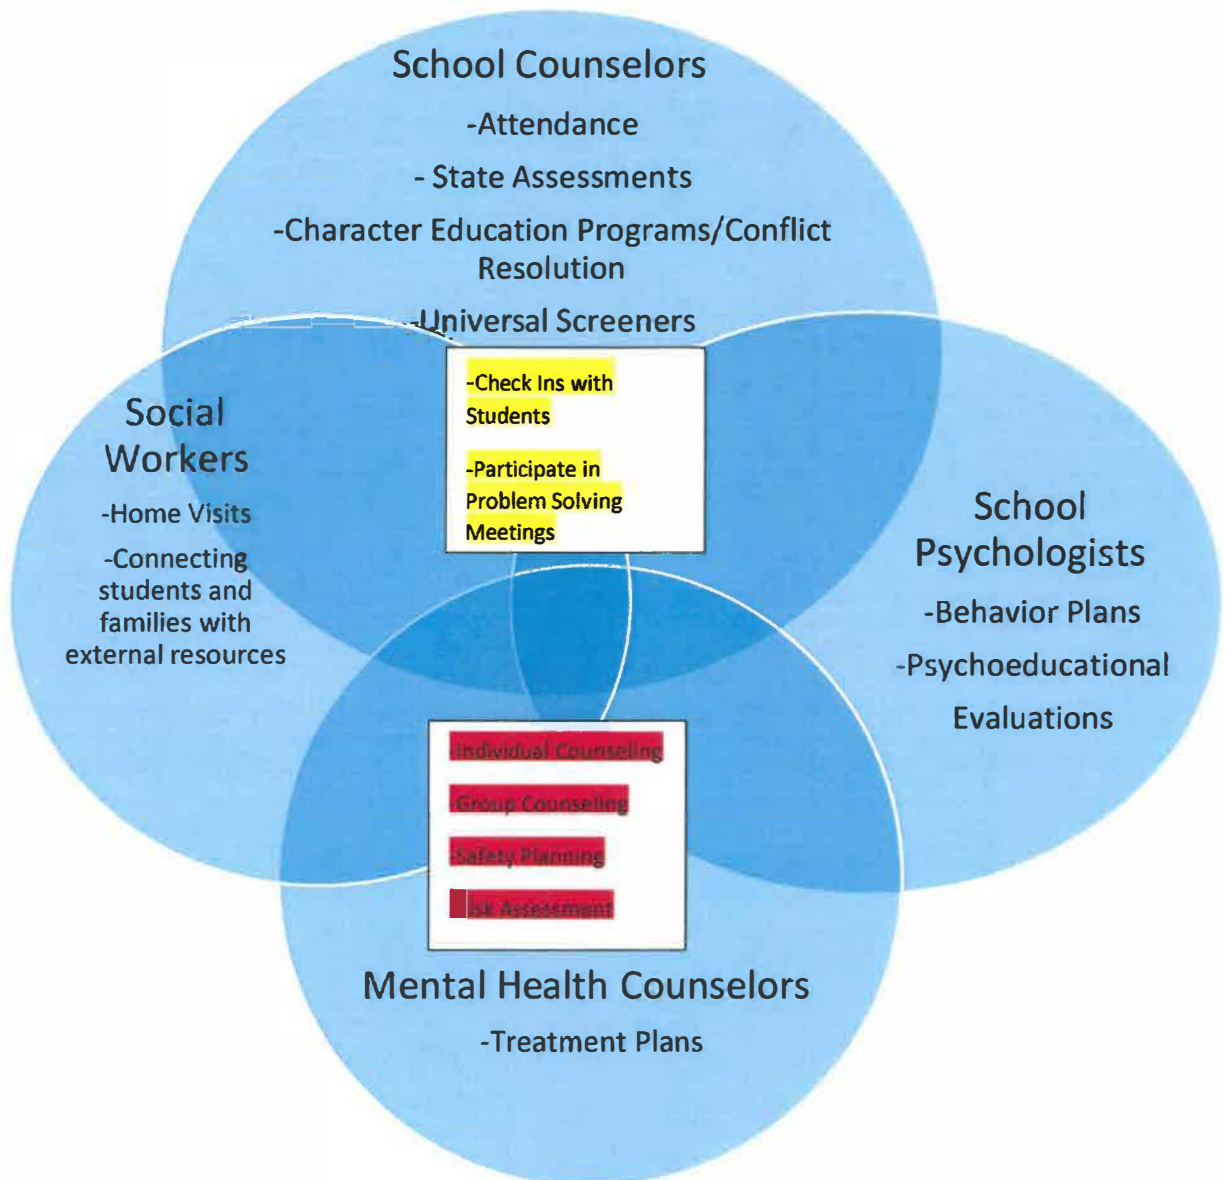 School Counselors
-Attendance
- State Assessments
-Character Education Programs/Conflict
Resolution
-Universal Screeners
-Check Ins with
Students
-Participate in
Problem Solving
Meetings
Social
Workers
-Home Visits
-Connecting
students and
families with
external resources
School
Psychologists
-Behavior Plans
-Psychoeducational
Evaluations
-Individual Counseling
-Group Counseling
-Safety Planning
isk Assessment
Mental Health Counselors
-Treatment Plans